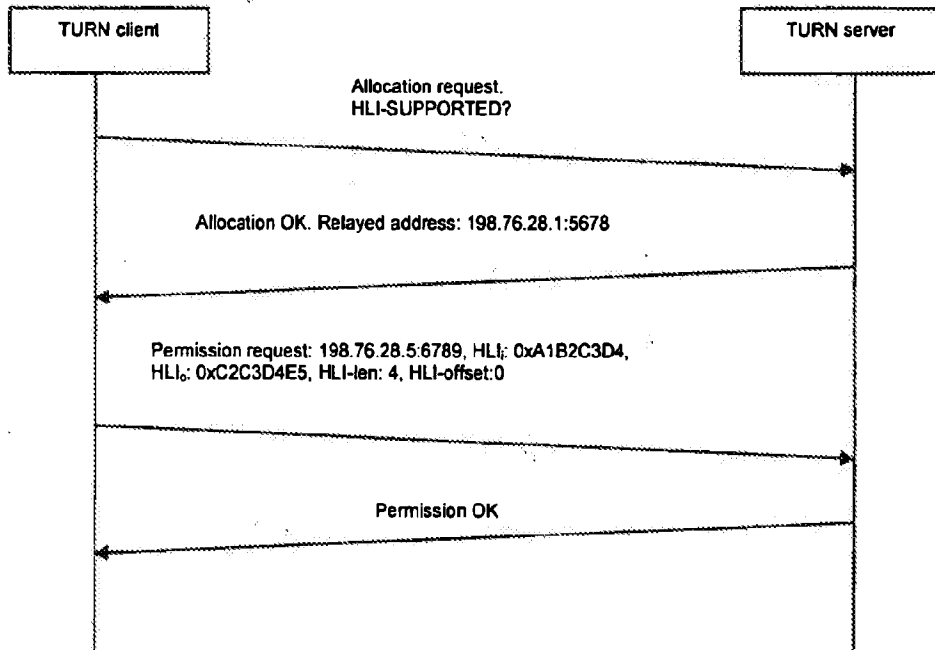 TURN client
TURN server
Allocation request.
HLI-SUPPORTED?
Allocation OK. Relayed address: 198.76.28.1:5678
Permission request: 198.76.28.5:6789, HLIᵢ: 0xA1B2C3D4,
HLIₒ: 0xC2C3D4E5, HLI-len: 4, HLI-offset:0
Permission OK